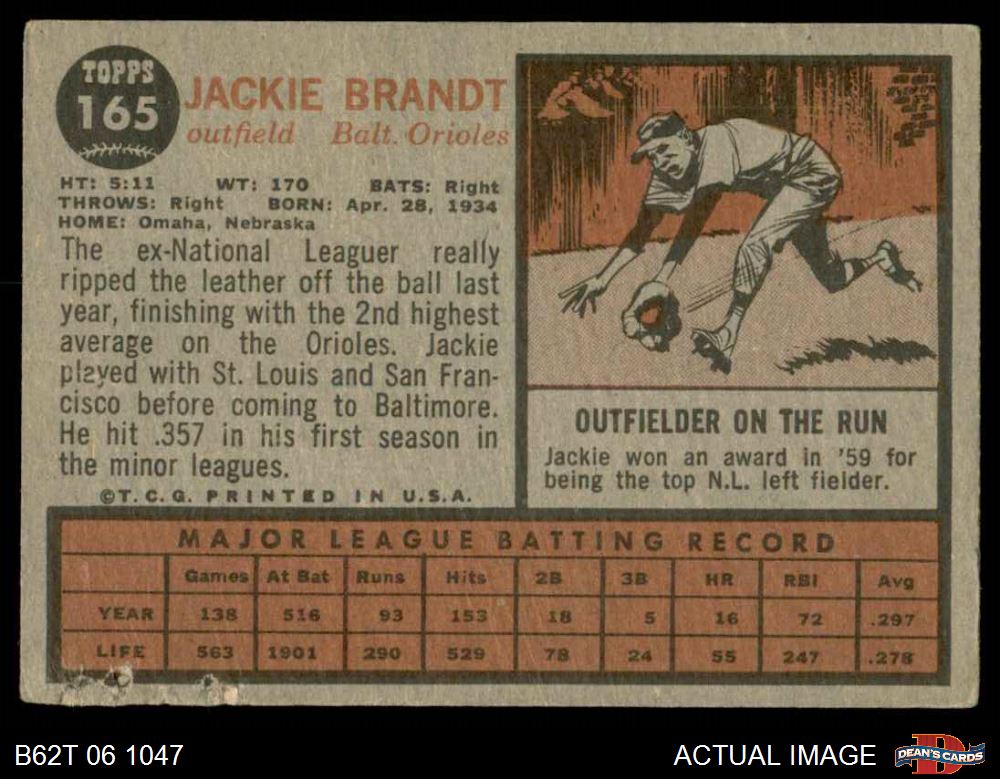 TOPPS
165
JACKIE BRANDT
outfield Balt. Orioles
HT: 5:11 WT: 170 BATS: Right
THROWS: Right BORN: Apr. 28, 1934
HOME: Omaha, Nebraska
The ex-National Leaguer really
ripped the leather off the ball last
year, finishing with the 2nd highest
average on the Orioles. Jackie
played with St. Louis and San Fran-
cisco before coming to Baltimore.
He hit .357 in his first season in
the minor leagues.
©T.C.G. PRINTED IN U.S.A.
OUTFIELDER ON THE RUN
Jackie won an award in '59 for
being the top N.L. left fielder.
MAJOR LEAGUE BATTING RECORD
Games At Bat Runs Hits 2B 3B HR RBI Avg
YEAR 138 516 93 153 18 5 16 72 .297
LIFE 563 1901 290 529 78 24 55 247 .278
B62T 06 1047
ACTUAL IMAGE
DEAN'S CARDS